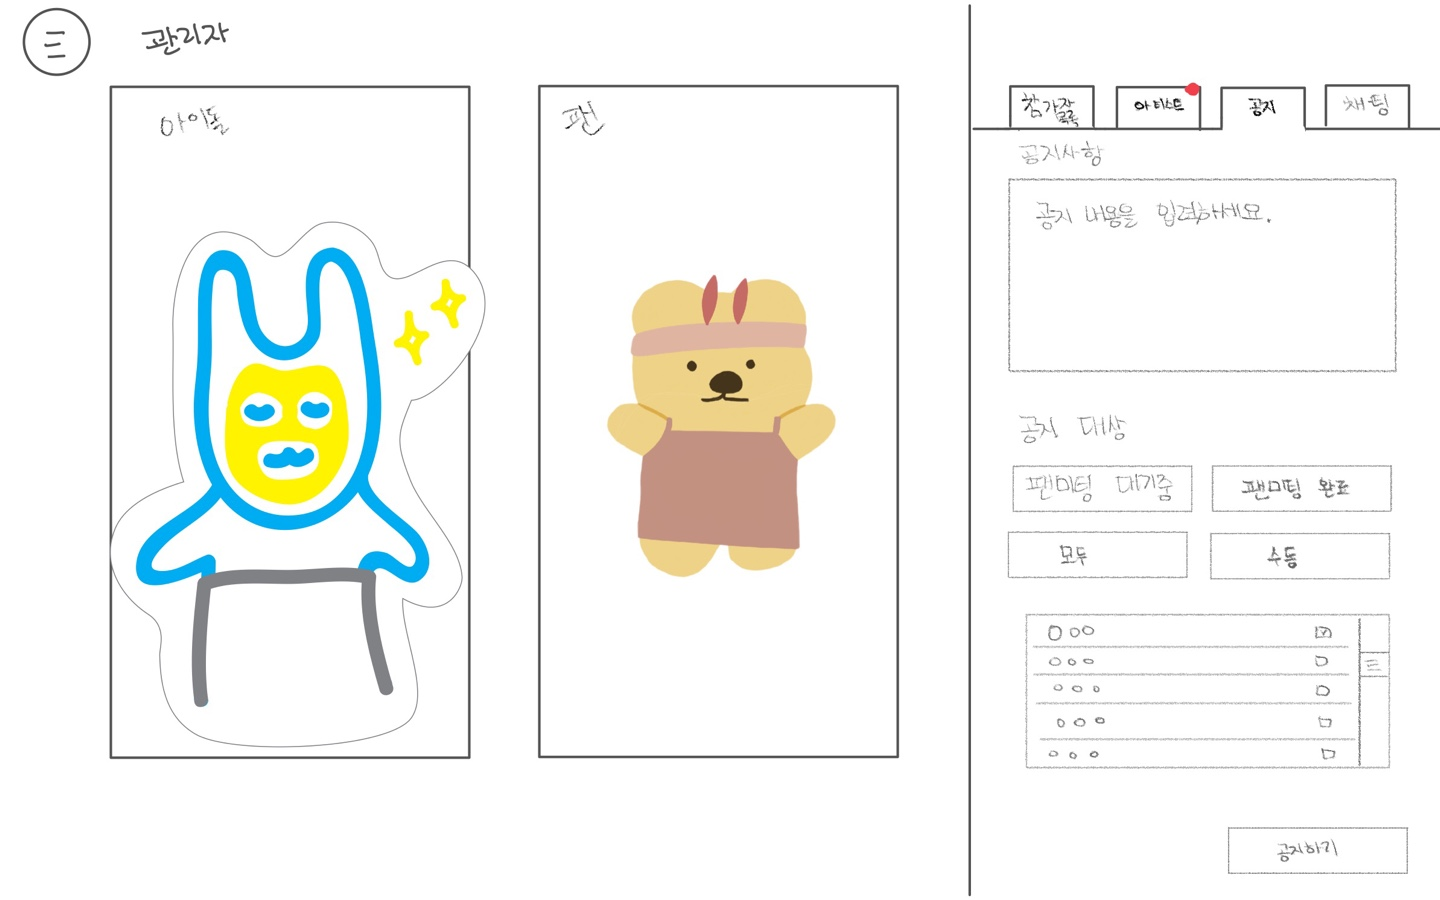 관리자
아이돌
팬
참가자
목록
아티스트
공지
채팅
공지사항
공지 내용을 입력하세요.
공지 대상
팬미팅 대기중
팬미팅 완료
모두
수동
ㅇㅇㅇ
ㅇㅇㅇ
ㅇㅇㅇ
ㅇㅇㅇ
ㅇㅇㅇ
공지하기